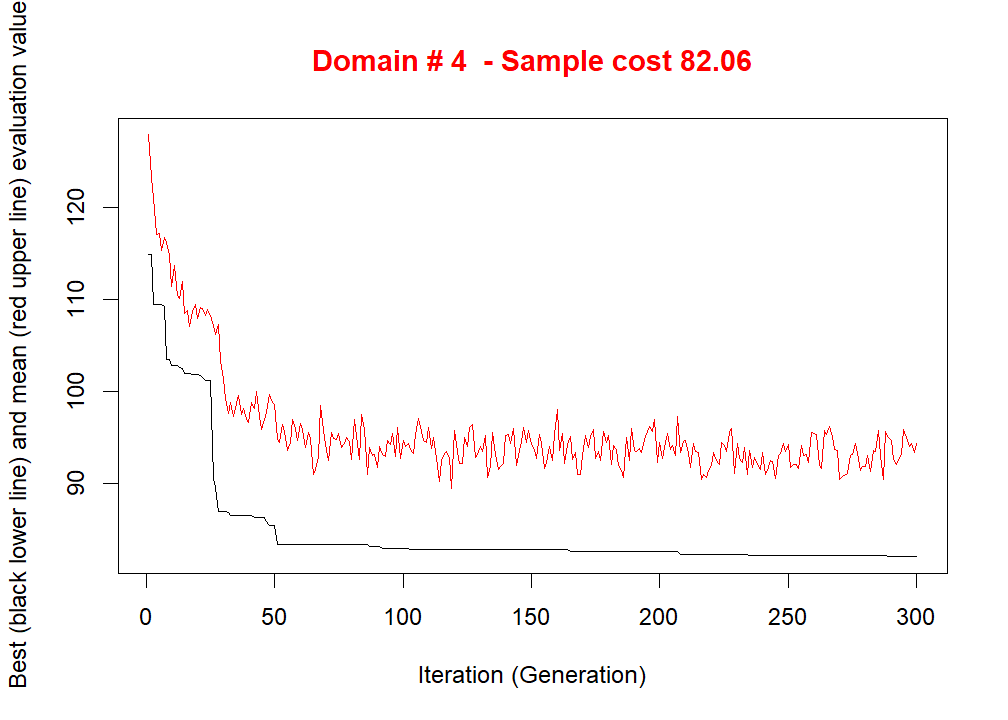 Domain # 4  - Sample cost 82.06
Best (black lower line) and mean (red upper line) evaluation value
120
110
100
90
0 50 100 150 200 250 300
Iteration (Generation)